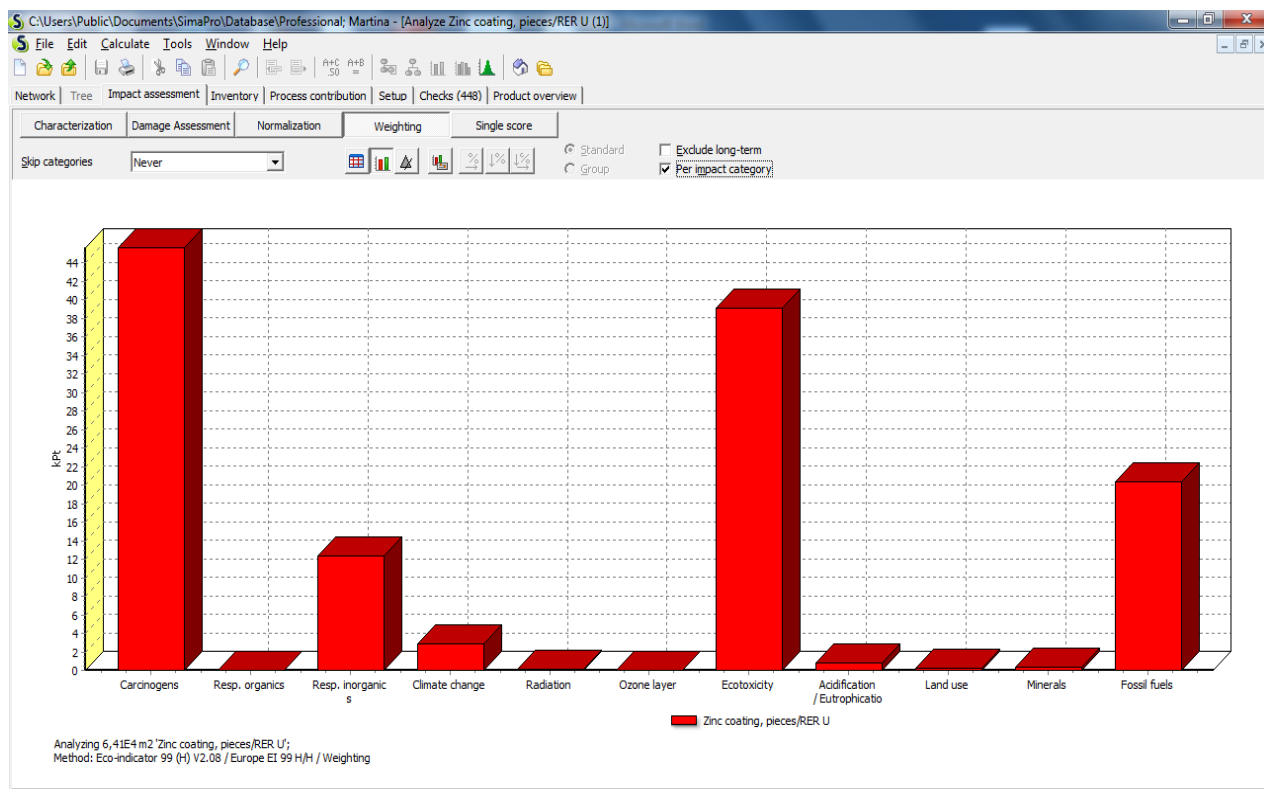 C:\Users\Public\Documents\SimaPro\Database\Professional; Martina - [Analyze Zinc coating, pieces/RER U (1)]
File Edit Calculate Tools Window Help
A+C .50 A+B =
Network Tree Impact assessment Inventory Process contribution Setup Checks (448) Product overview
Characterization Damage Assessment Normalization Weighting Single score
Skip categories Never Standard Exclude long-term
Group Per impact category
44
42
40
38
36
34
32
30
28
26
24
22
20
18
16
14
12
10
8
6
4
2
0
kPt
Carcinogens Resp. organics Resp. inorganic Climate change Radiation Ozone layer Ecotoxicity Acidification Land use Minerals Fossil fuels
s / Eutrophicatio
Zinc coating, pieces/RER U
Analyzing 6,41E4 m2 'Zinc coating, pieces/RER U';
Method: Eco-indicator 99 (H) V2.08 / Europe EI 99 H/H / Weighting